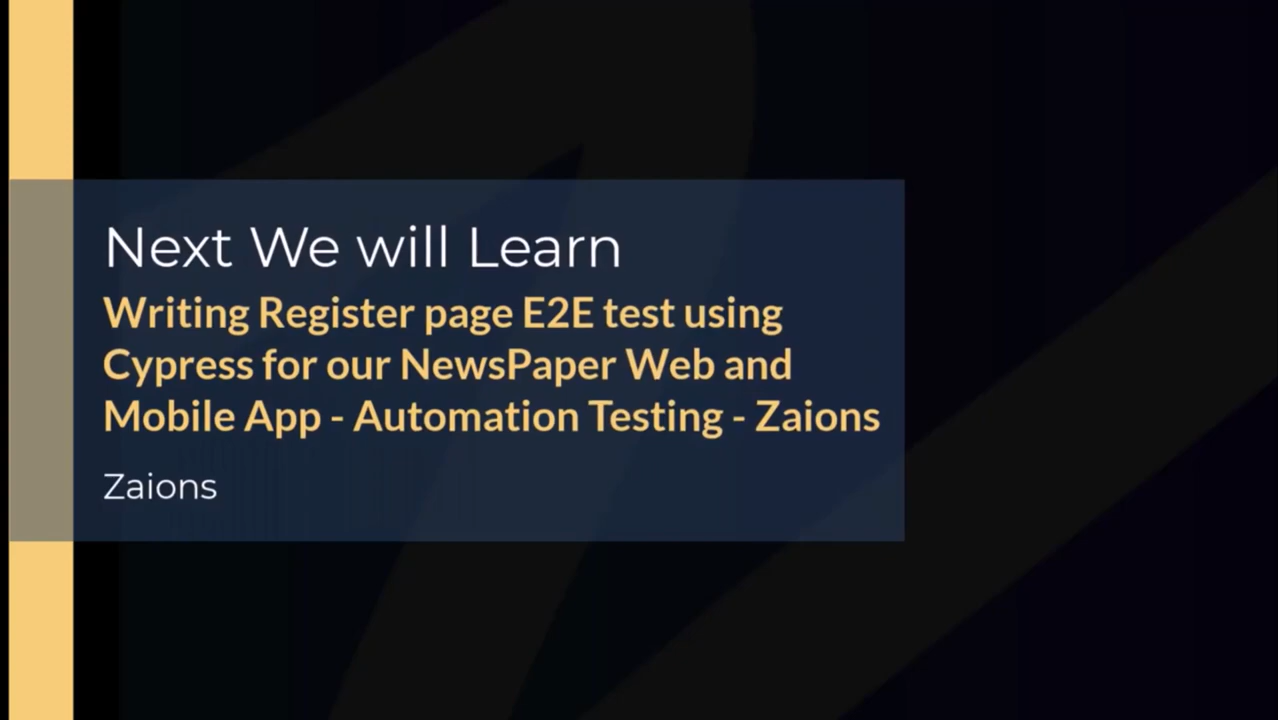 Next We will Learn
Writing Register page E2E test using
Cypress for our NewsPaper Web and
Mobile App - Automation Testing - Zaions
Zaions